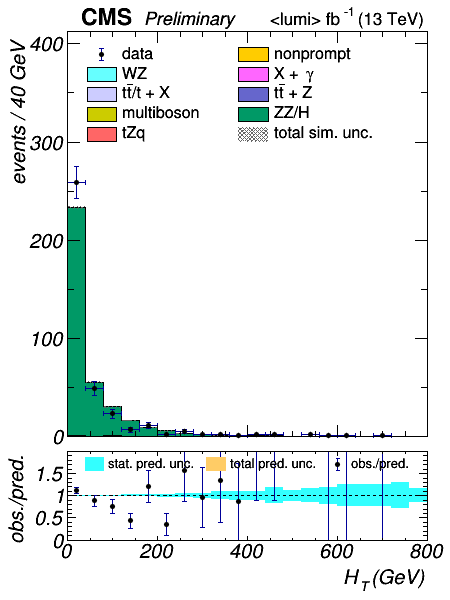 CMS Preliminary <lumi> fb⁻¹ (13 TeV)
events / 40 GeV
400
300
200
100
0
data
WZ
tt̄/t + X
multiboson
tZq
nonprompt
X + γ
tt̄ + Z
ZZ/H
total sim. unc.
obs./pred.
1.5
1
0.5
0
stat. pred. unc. total pred. unc. obs./pred.
0 200 400 600 800
H_T (GeV)